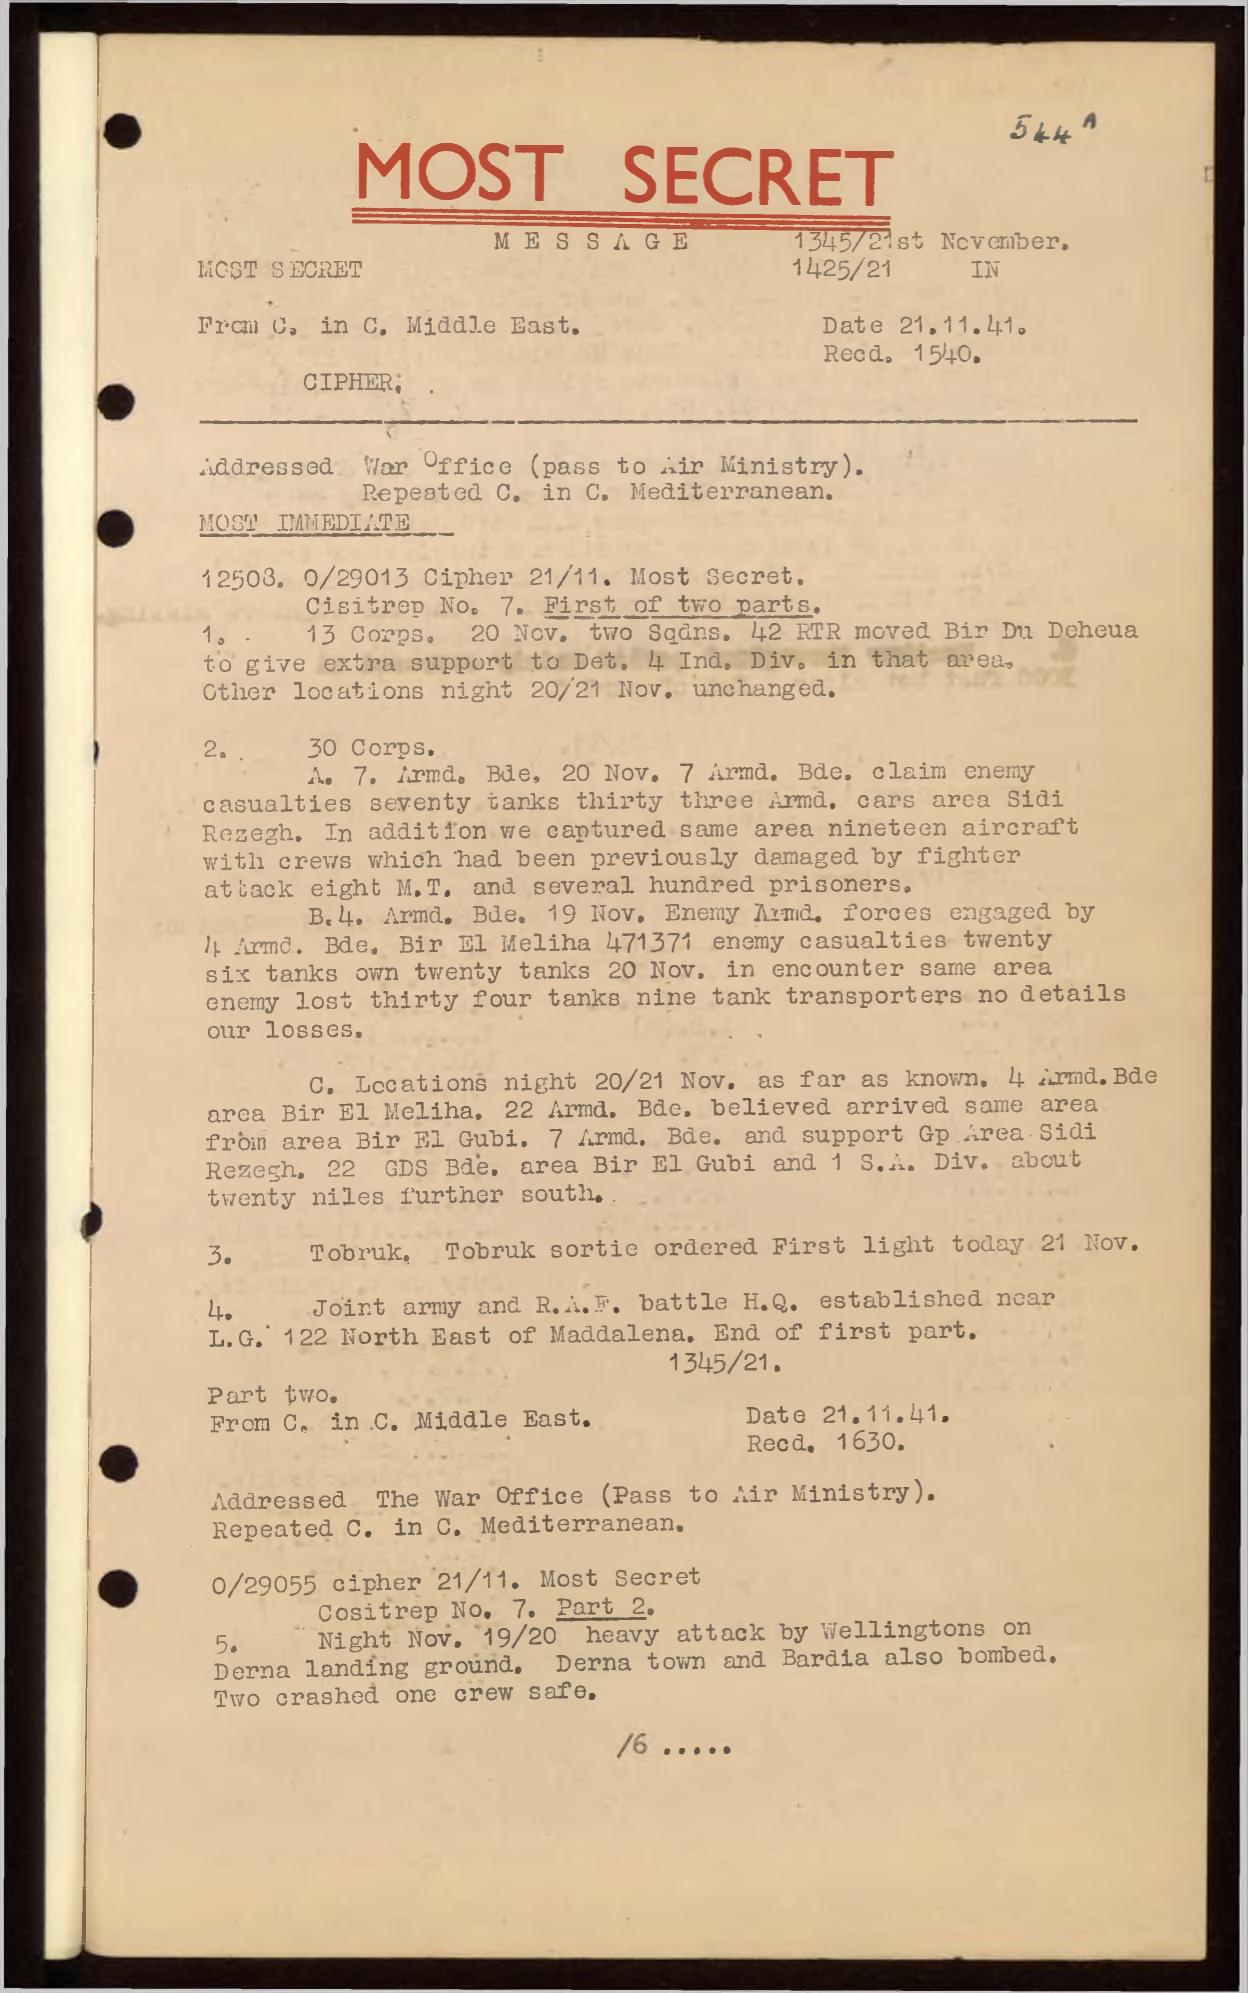 544A
MOST SECRET
MESSAGE 1345/21st November.
MOST SECRET 1425/21 IN
From C. in C. Middle East. Date 21.11.41.
Recd. 1540.
CIPHER;
Addressed War Office (pass to Air Ministry).
Repeated C. in C. Mediterranean.
MOST IMMEDIATE
12508. O/29013 Cipher 21/11. Most Secret.
Cisitrep No. 7. First of two parts.
1. 13 Corps. 20 Nov. two Sqdns. 42 RTR moved Bir Du Deheua
to give extra support to Det. 4 Ind. Div. in that area.
Other locations night 20/21 Nov. unchanged.
2. 30 Corps.
A. 7. Armd. Bde. 20 Nov. 7 Armd. Bde. claim enemy
casualties seventy tanks thirty three Armd. cars area Sidi
Rezegh. In addition we captured same area nineteen aircraft
with crews which had been previously damaged by fighter
attack eight M.T. and several hundred prisoners.
B.4. Armd. Bde. 19 Nov. Enemy Armd. forces engaged by
4 Armd. Bde. Bir El Meliha 471371 enemy casualties twenty
six tanks own twenty tanks 20 Nov. in encounter same area
enemy lost thirty four tanks nine tank transporters no details
our losses.
C. Locations night 20/21 Nov. as far as known. 4 Armd.Bde
area Bir El Meliha. 22 Armd. Bde. believed arrived same area
from area Bir El Gubi. 7 Armd. Bde. and support Gp Area Sidi
Rezegh. 22 GDS Bde. area Bir El Gubi and 1 S.A. Div. about
twenty niles further south.
3. Tobruk. Tobruk sortie ordered First light today 21 Nov.
4. Joint army and R.A.F. battle H.Q. established near
L.G. 122 North East of Maddalena. End of first part.
1345/21.
Part two.
From C. in C. Middle East. Date 21.11.41.
Recd. 1630.
Addressed The War Office (Pass to Air Ministry).
Repeated C. in C. Mediterranean.
O/29055 cipher 21/11. Most Secret
Cositrep No. 7. Part 2.
5. Night Nov. 19/20 heavy attack by Wellingtons on
Derna landing ground. Derna town and Bardia also bombed.
Two crashed one crew safe.
/6 .....